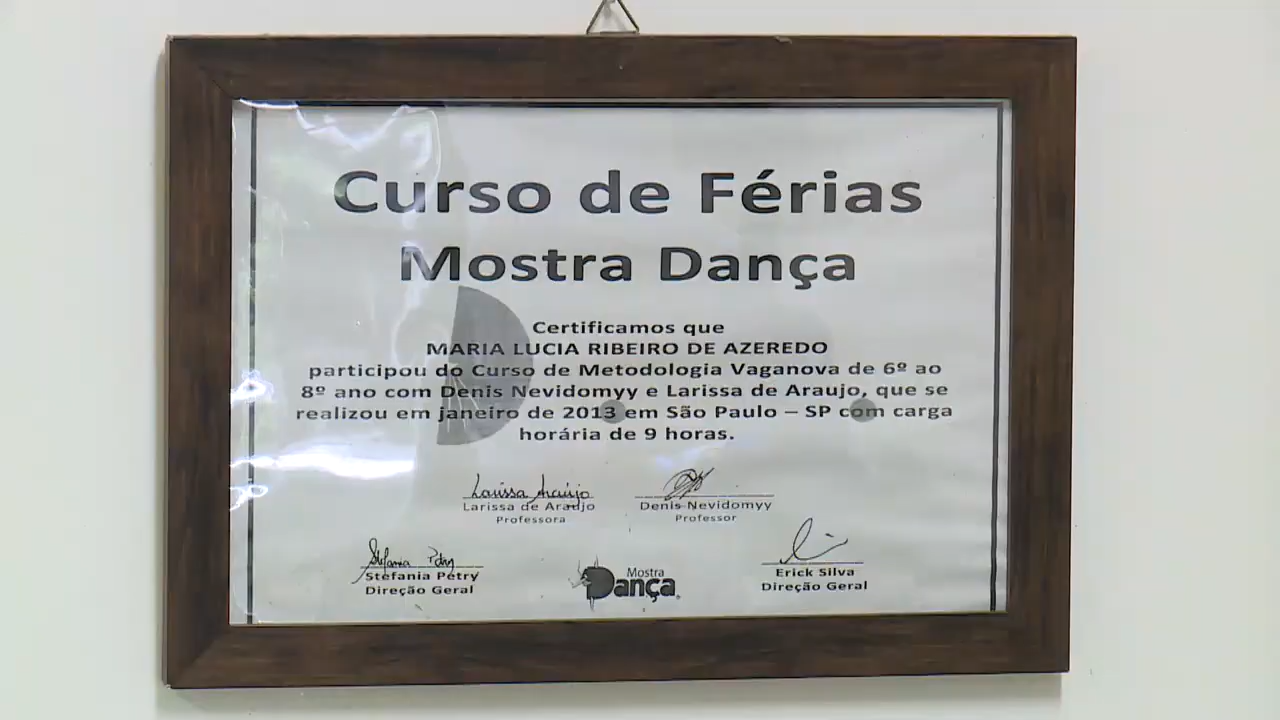 Curso de Férias
Mostra Dança
Certificamos que
MARIA LUCIA RIBEIRO DE AZEREDO
participou do Curso de Metodologia Vaganova de 6º ao
8º ano com Denis Nevidomyy e Larissa de Araujo, que se
realizou em janeiro de 2013 em São Paulo – SP com carga
horária de 9 horas.
Larissa Araújo
Larissa de Araujo
Professora
Denis Nevidomyy
Professor
Stefania Petry
Stefania Petry
Direção Geral
Mostra
Dança
Erick Silva
Direção Geral